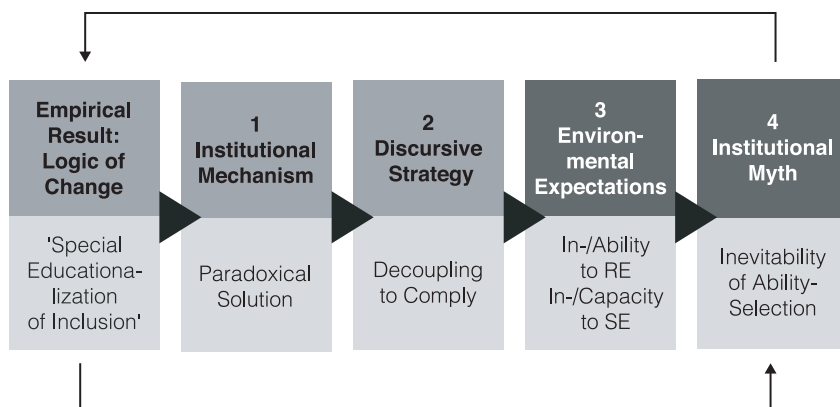 Empirical
Result:
Logic of
Change
'Special
Educationa-
lization
of Inclusion'
1
Institutional
Mechanism
Paradoxical
Solution
2
Discursive
Strategy
Decoupling
to Comply
3
Environ-
mental
Expectations
In-/Ability
to RE
In-/Capacity
to SE
4
Institutional
Myth
Inevitability
of Ability-
Selection